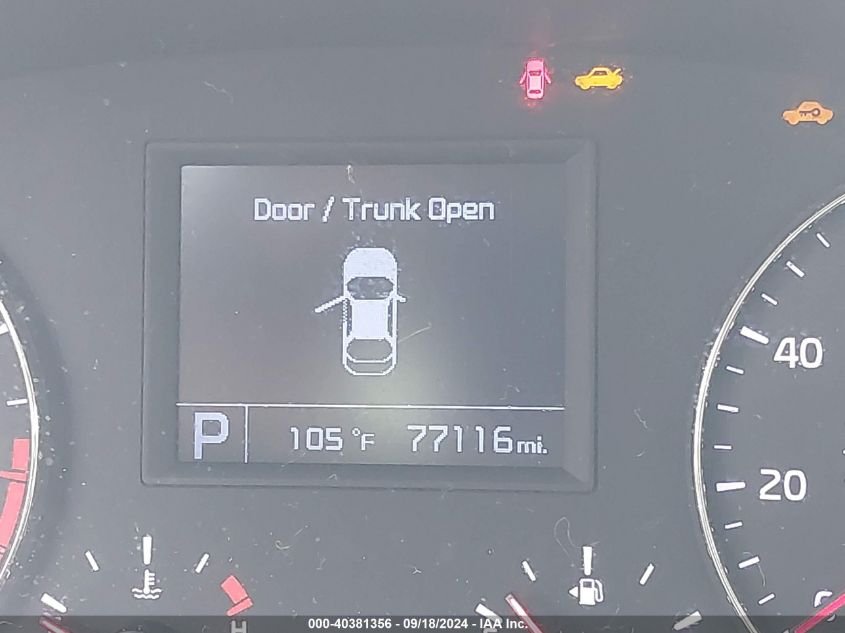 Door / Trunk Open
P 105 °F 77116 mi.
40
20
H
000-40381356 - 09/18/2024 - IAA Inc.